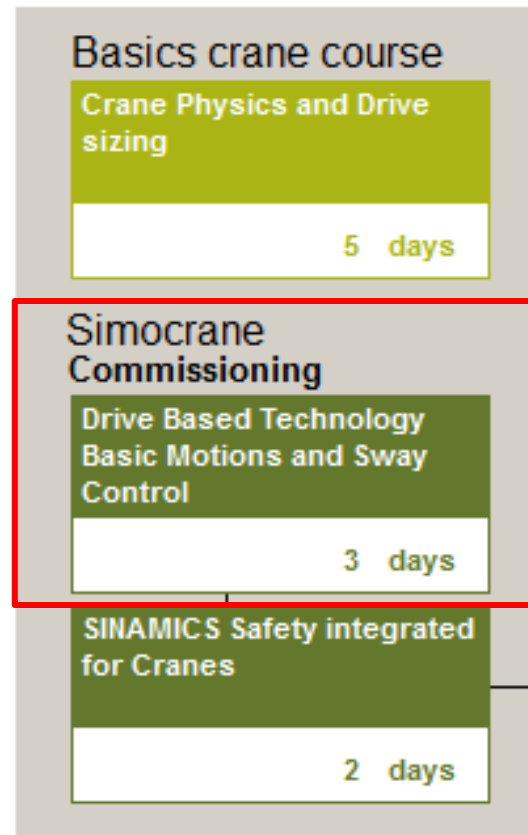 Basics crane course
Crane Physics and Drive
sizing
5 days
Simocrane
Commissioning
Drive Based Technology
Basic Motions and Sway
Control
3 days
SINAMICS Safety integrated
for Cranes
2 days